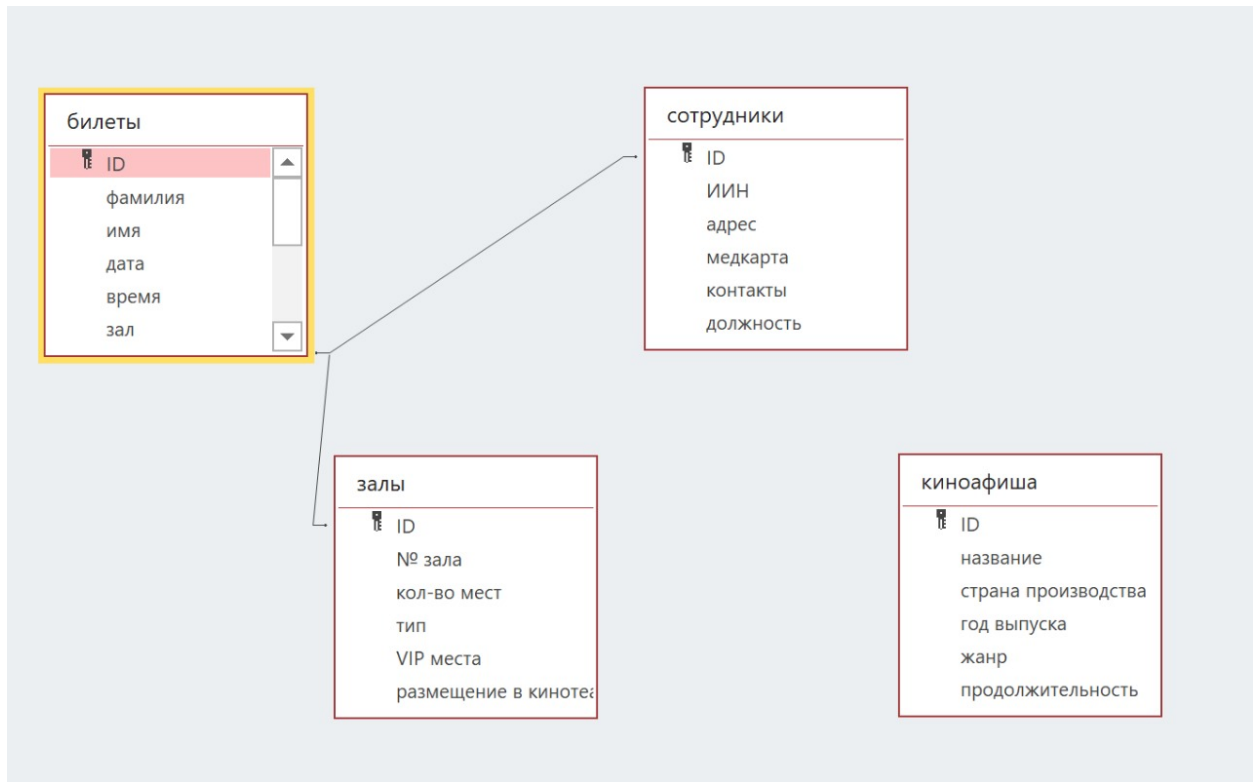 билеты
ID
фамилия
имя
дата
время
зал
сотрудники
ID
ИИН
адрес
медкарта
контакты
должность
залы
ID
№ зала
кол-во мест
тип
VIP места
размещение в кинотеа
киноафиша
ID
название
страна производства
год выпуска
жанр
продолжительность